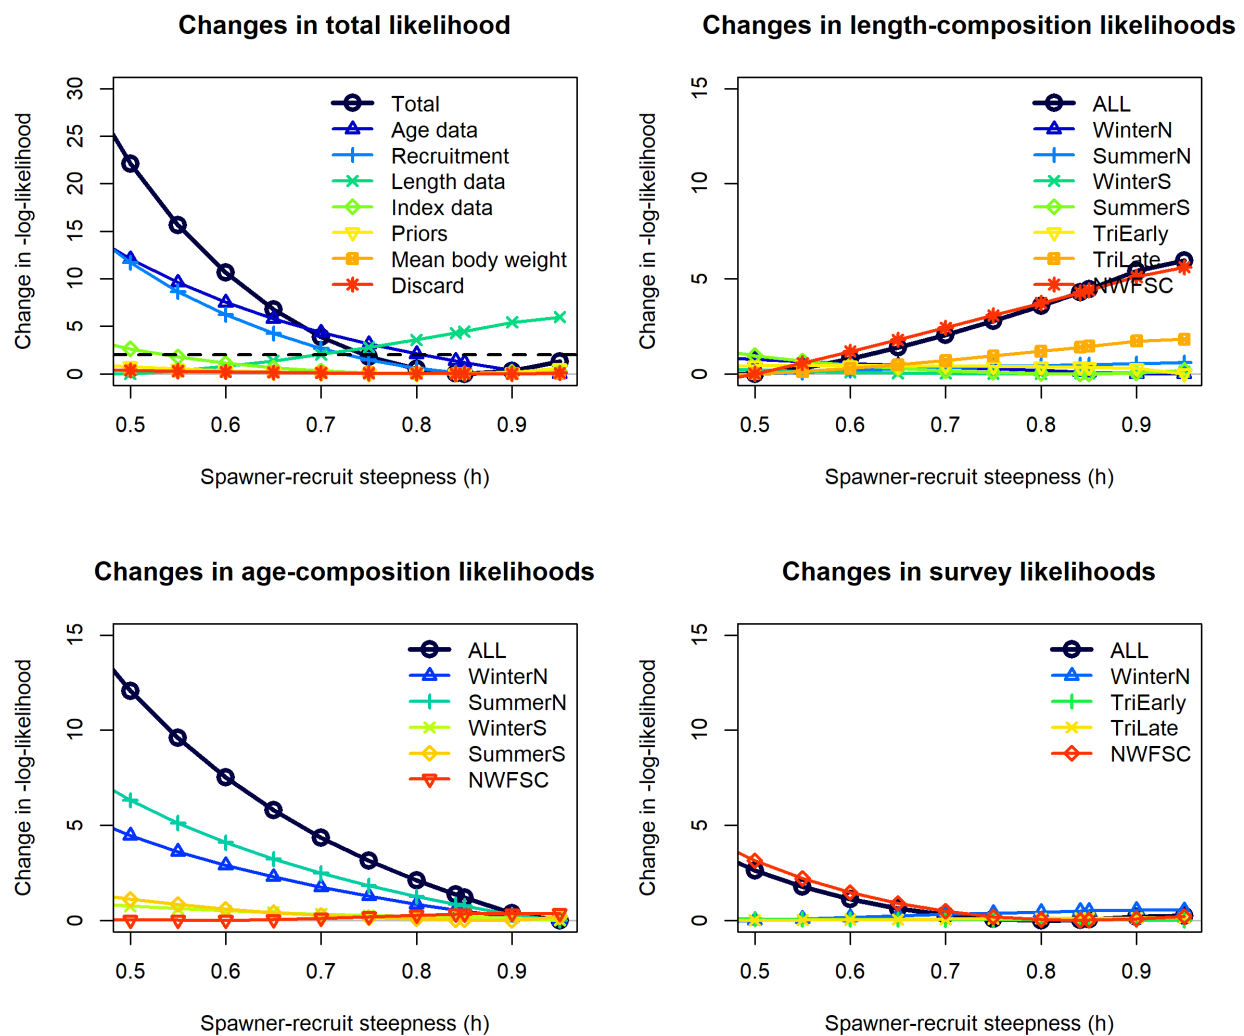 Changes in total likelihood
Change in -log-likelihood
30
25
20
15
10
5
0
Total
Age data
Recruitment
Length data
Index data
Priors
Mean body weight
Discard
0.5 0.6 0.7 0.8 0.9
Spawner-recruit steepness (h)
Changes in length-composition likelihoods
Change in -log-likelihood
15
10
5
0
ALL
WinterN
SummerN
WinterS
SummerS
TriEarly
TriLate
NWFSC
0.5 0.6 0.7 0.8 0.9
Spawner-recruit steepness (h)
Changes in age-composition likelihoods
Change in -log-likelihood
15
10
5
0
ALL
WinterN
SummerN
WinterS
SummerS
NWFSC
0.5 0.6 0.7 0.8 0.9
Spawner-recruit steepness (h)
Changes in survey likelihoods
Change in -log-likelihood
15
10
5
0
ALL
WinterN
TriEarly
TriLate
NWFSC
0.5 0.6 0.7 0.8 0.9
Spawner-recruit steepness (h)